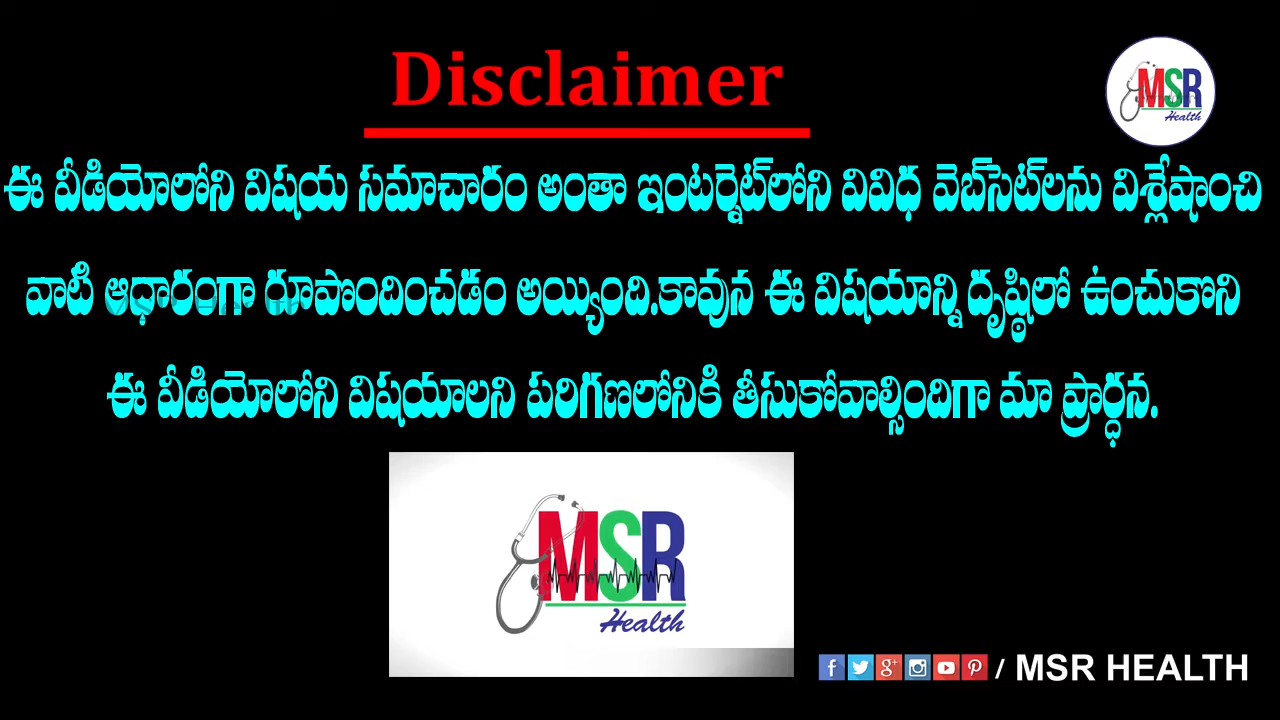 Disclaimer
MSR
Health
ఈ వీడియోలోని విషయ సమాచారం అంతా ఇంటర్నెట్‌లోని వివిధ వెబ్‌సెట్‌లను విశ్లేషాంచి
వాటి ఆధారంగా రూపొందించడం అయ్యింది.కావున ఈ విషయాన్ని దృష్ఠిలో ఉంచుకొని
ఈ వీడియోలోని విషయాలని పరిగణలోనికి తీసుకోవాల్సిందిగా మా ప్రార్ధన.
MSR
Health
/ MSR HEALTH